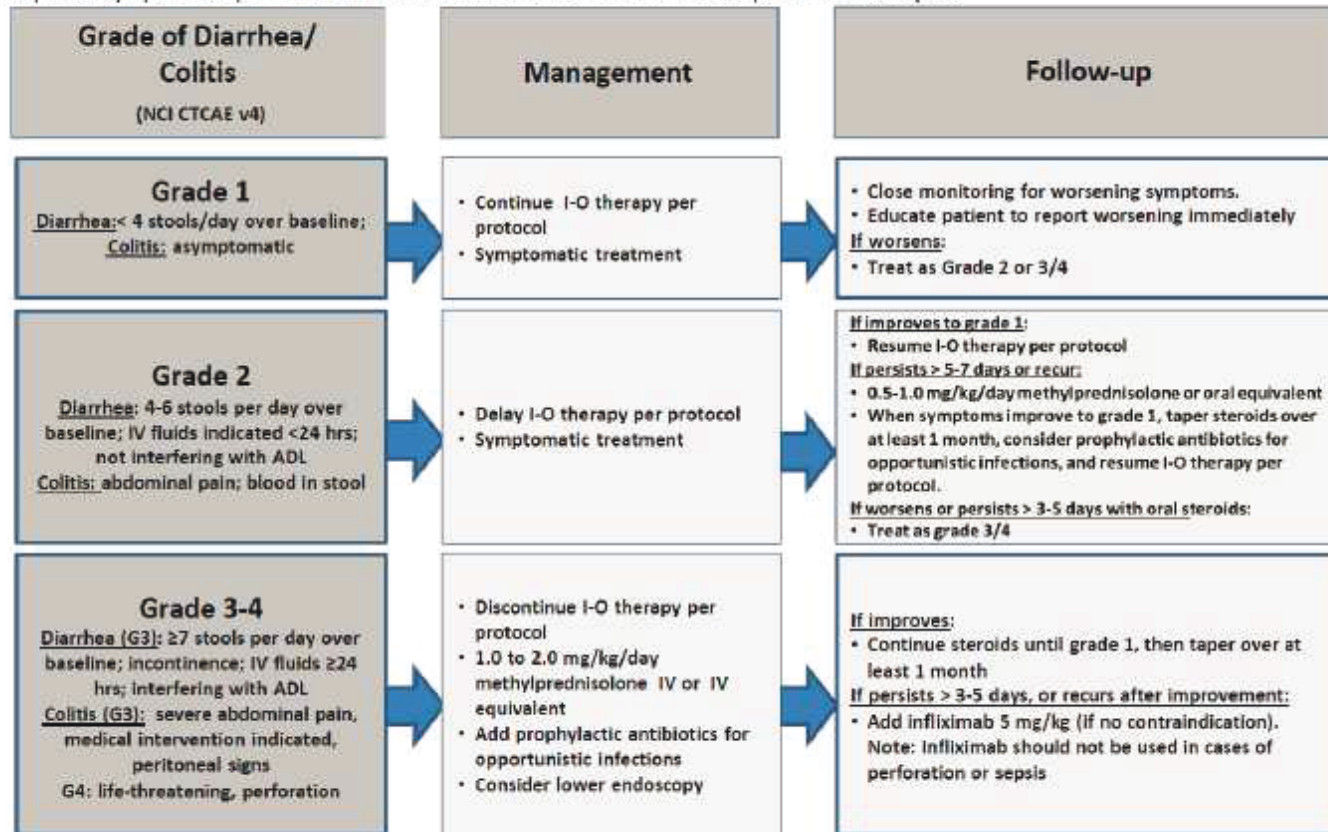 Grade of Diarrhea/
Colitis
(NCI CTCAE v4)
Management
Follow-up
Grade 1
Diarrhea:< 4 stools/day over baseline;
Colitis: asymptomatic
• Continue I-O therapy per
protocol
• Symptomatic treatment
• Close monitoring for worsening symptoms.
• Educate patient to report worsening immediately
If worsens:
• Treat as Grade 2 or 3/4
Grade 2
Diarrhea: 4-6 stools per day over
baseline; IV fluids indicated <24 hrs;
not interfering with ADL
Colitis: abdominal pain; blood in stool
• Delay I-O therapy per protocol
• Symptomatic treatment
If improves to grade 1:
• Resume I-O therapy per protocol
If persists > 5-7 days or recur:
• 0.5-1.0 mg/kg/daymethylprednisolone or oral equivalent
• When symptoms improve to grade 1, taper steroids over
at least 1 month, consider prophylactic antibiotics for
opportunistic infections, and resume I-O therapy per
protocol.
If worsens or persists > 3-5 days with oral steroids:
• Treat as grade 3/4
Grade 3-4
Diarrhea (G3): ≥7 stools per day over
baseline; incontinence; IV fluids ≥24
hrs; interfering with ADL
Colitis (G3): severe abdominal pain,
medical intervention indicated,
peritoneal signs
G4: life-threatening, perforation
• Discontinue I-O therapy per
protocol
• 1.0 to 2.0 mg/kg/day
methylprednisolone IV or IV
equivalent
• Add prophylactic antibiotics for
opportunistic infections
• Consider lower endoscopy
If improves:
• Continue steroids until grade 1, then taper over at
least 1 month
If persists > 3-5 days, or recurs after improvement:
• Add infliximab 5 mg/kg (if no contraindication).
Note: Infliximab should not be used in cases of
perforation or sepsis